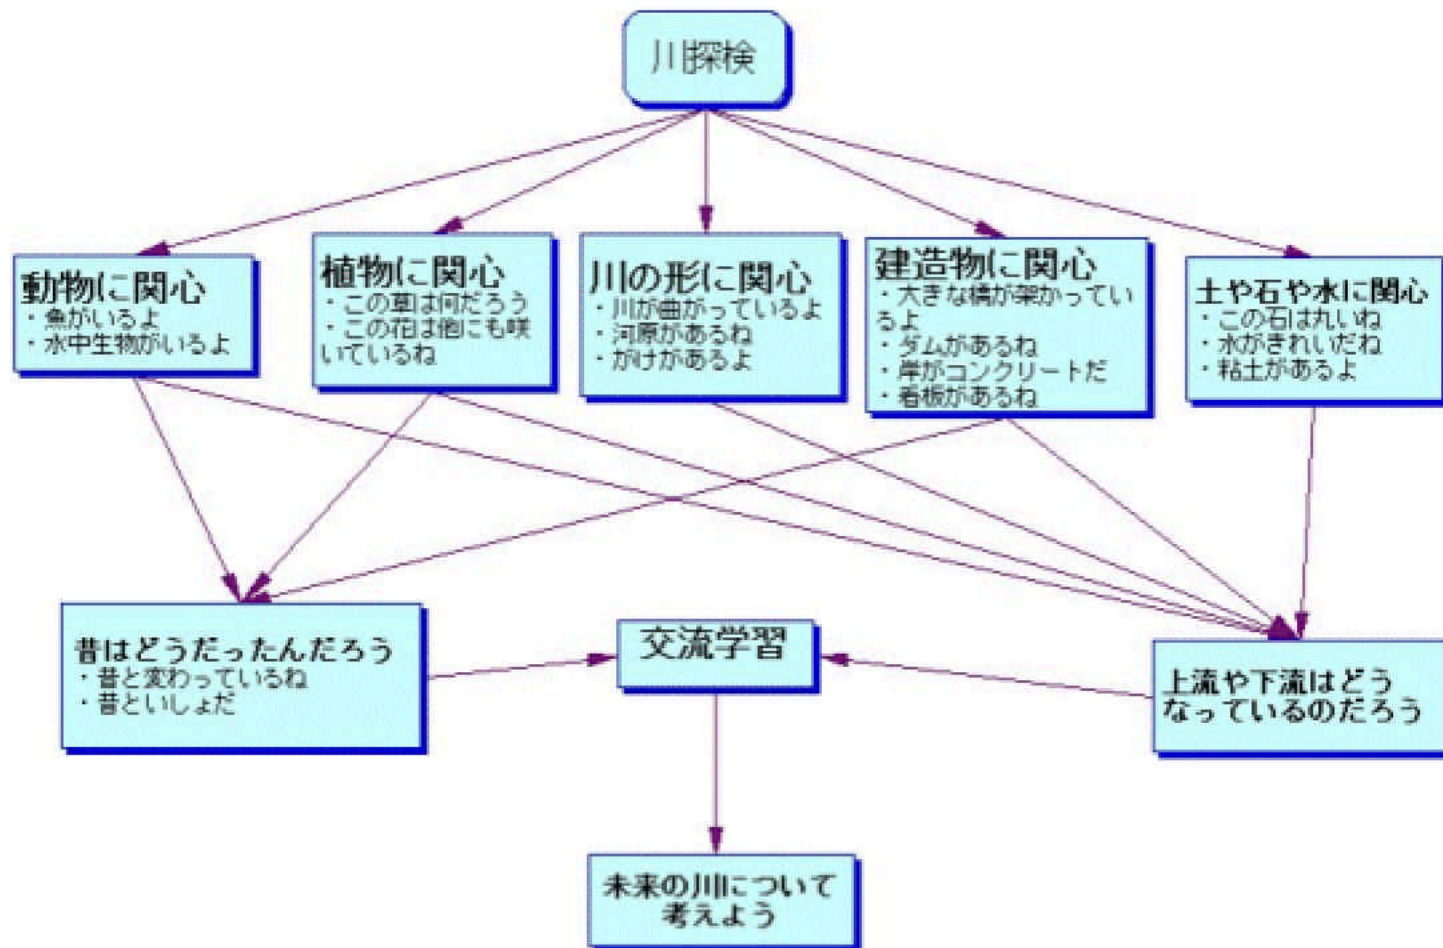 川探検
動物に関心
・魚がいるよ
・水中生物がいるよ
植物に関心
・この草は何だろう
・この花は他にも咲
いているね
川の形に関心
・川が曲がっているよ
・河原があるね
・がけがあるよ
建造物に関心
・大きな橋が架かってい
るよ
・ダムがあるね
・岸がコンクリートだ
・看板があるね
土や石や水に関心
・この石は丸いね
・水がきれいだね
・粘土があるよ
昔はどうだったんだろう
・昔と変わっているね
・昔といしょだ
交流学習
上流や下流はどう
なっているのだろう
未来の川について
考えよう